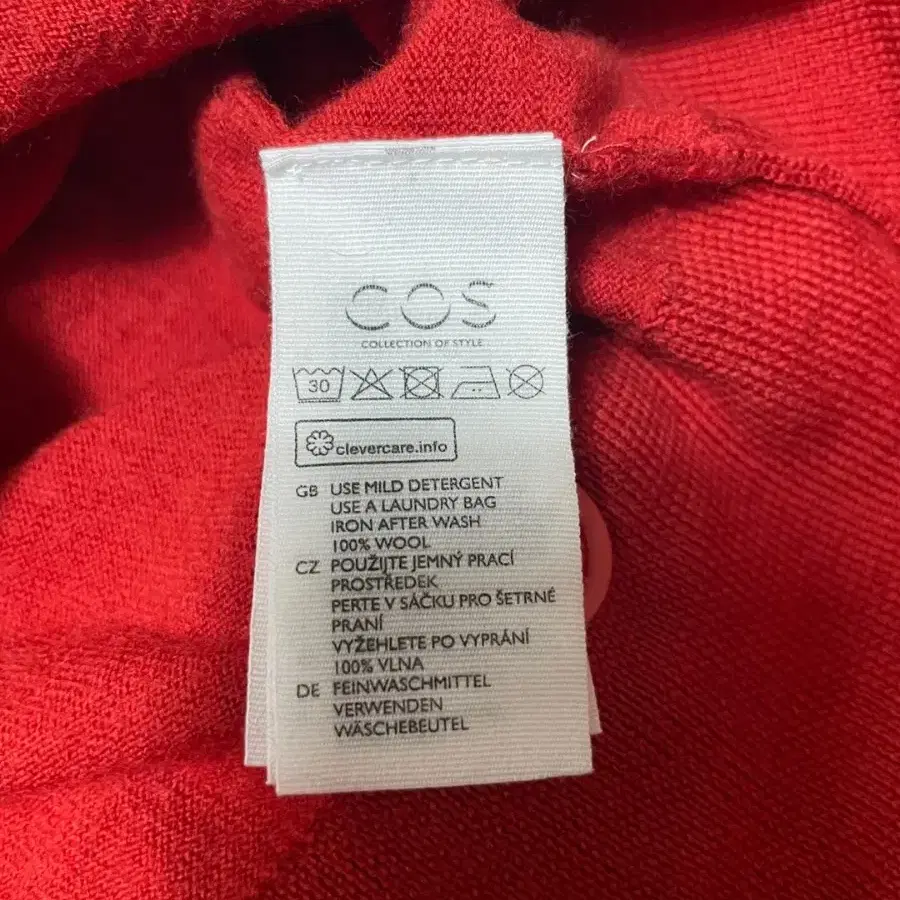 COS
COLLECTION OF STYLE
30
clevercare.info
GB USE MILD DETERGENT
USE A LAUNDRY BAG
IRON AFTER WASH
100% WOOL
CZ POUŽIJTE JEMNÝ PRACÍ
PROSTŘEDEK
PERTE V SÁČKU PRO ŠETRNÉ
PRANÍ
VYŽEHLETE PO VYPRÁNÍ
100% VLNA
DE FEINWASCHMITTEL
VERWENDEN
WÄSCHEBEUTEL